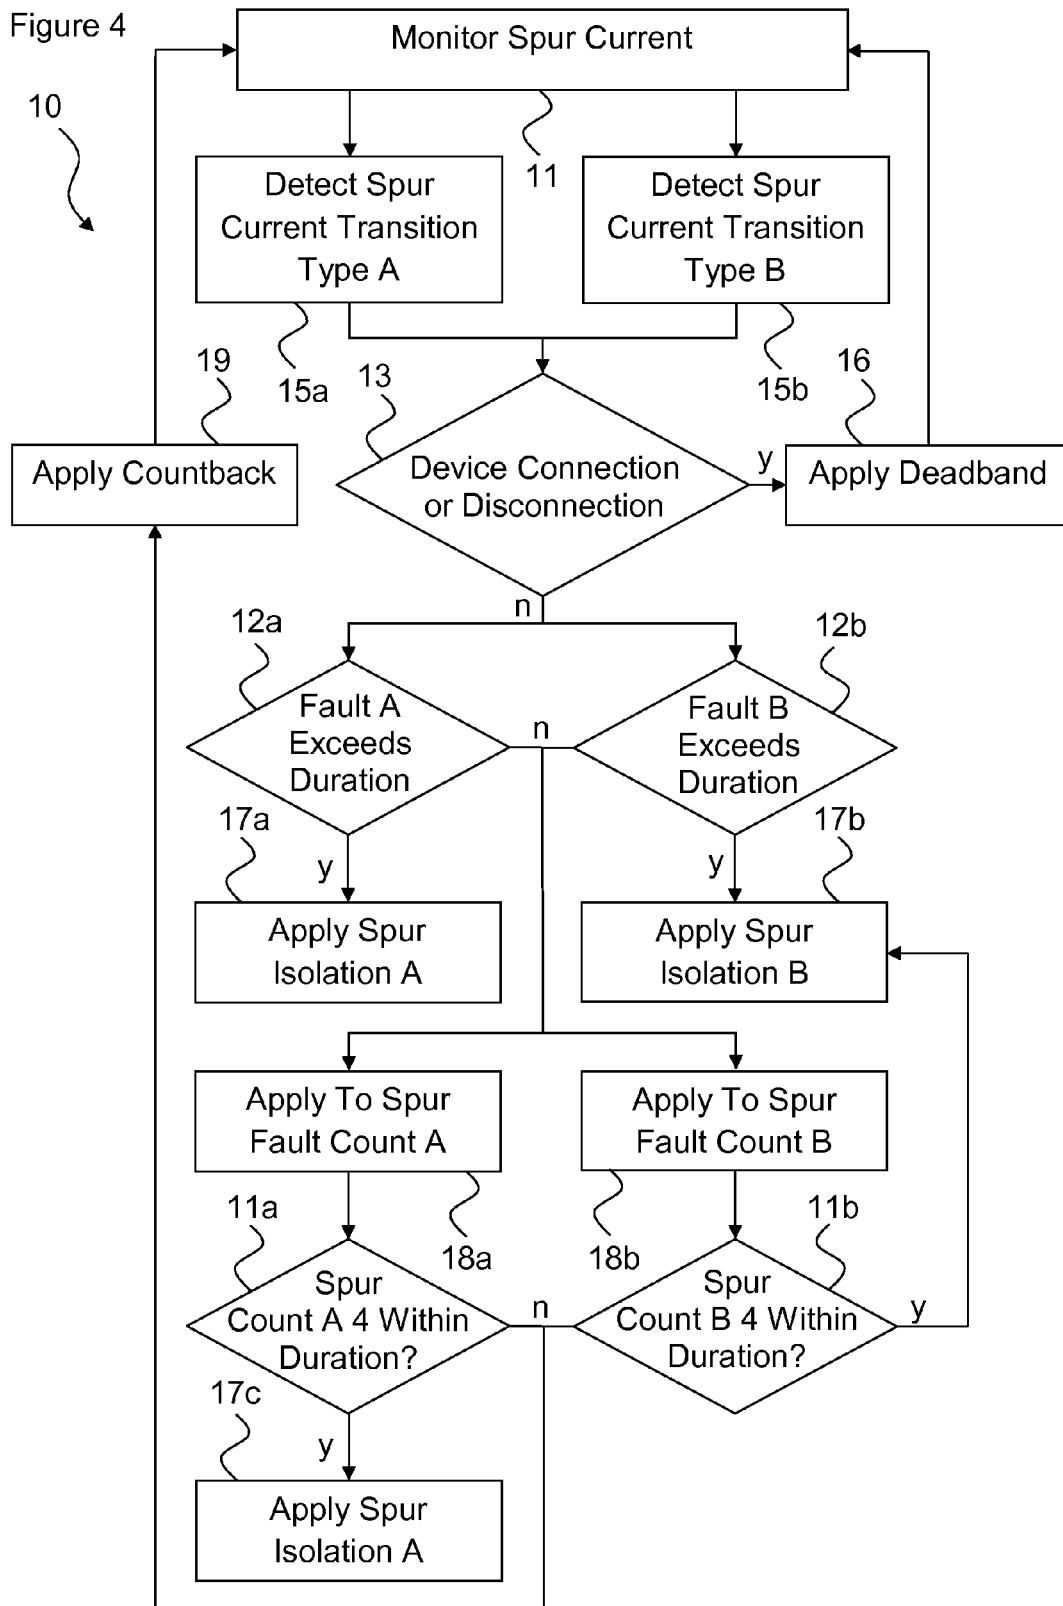 Figure 4
Monitor Spur Current
10
11
Detect Spur
Current Transition
Type A
Detect Spur
Current Transition
Type B
15a
15b
19
13
16
Apply Countback
Device Connection
or Disconnection
y
Apply Deadband
n
12a
12b
Fault A
Exceeds
Duration
n
Fault B
Exceeds
Duration
17a
y
17b
y
Apply Spur
Isolation A
Apply Spur
Isolation B
Apply To Spur
Fault Count A
Apply To Spur
Fault Count B
11a
18a
18b
11b
Spur
Count A 4 Within
Duration?
n
Spur
Count B 4 Within
Duration?
y
17c
y
Apply Spur
Isolation A